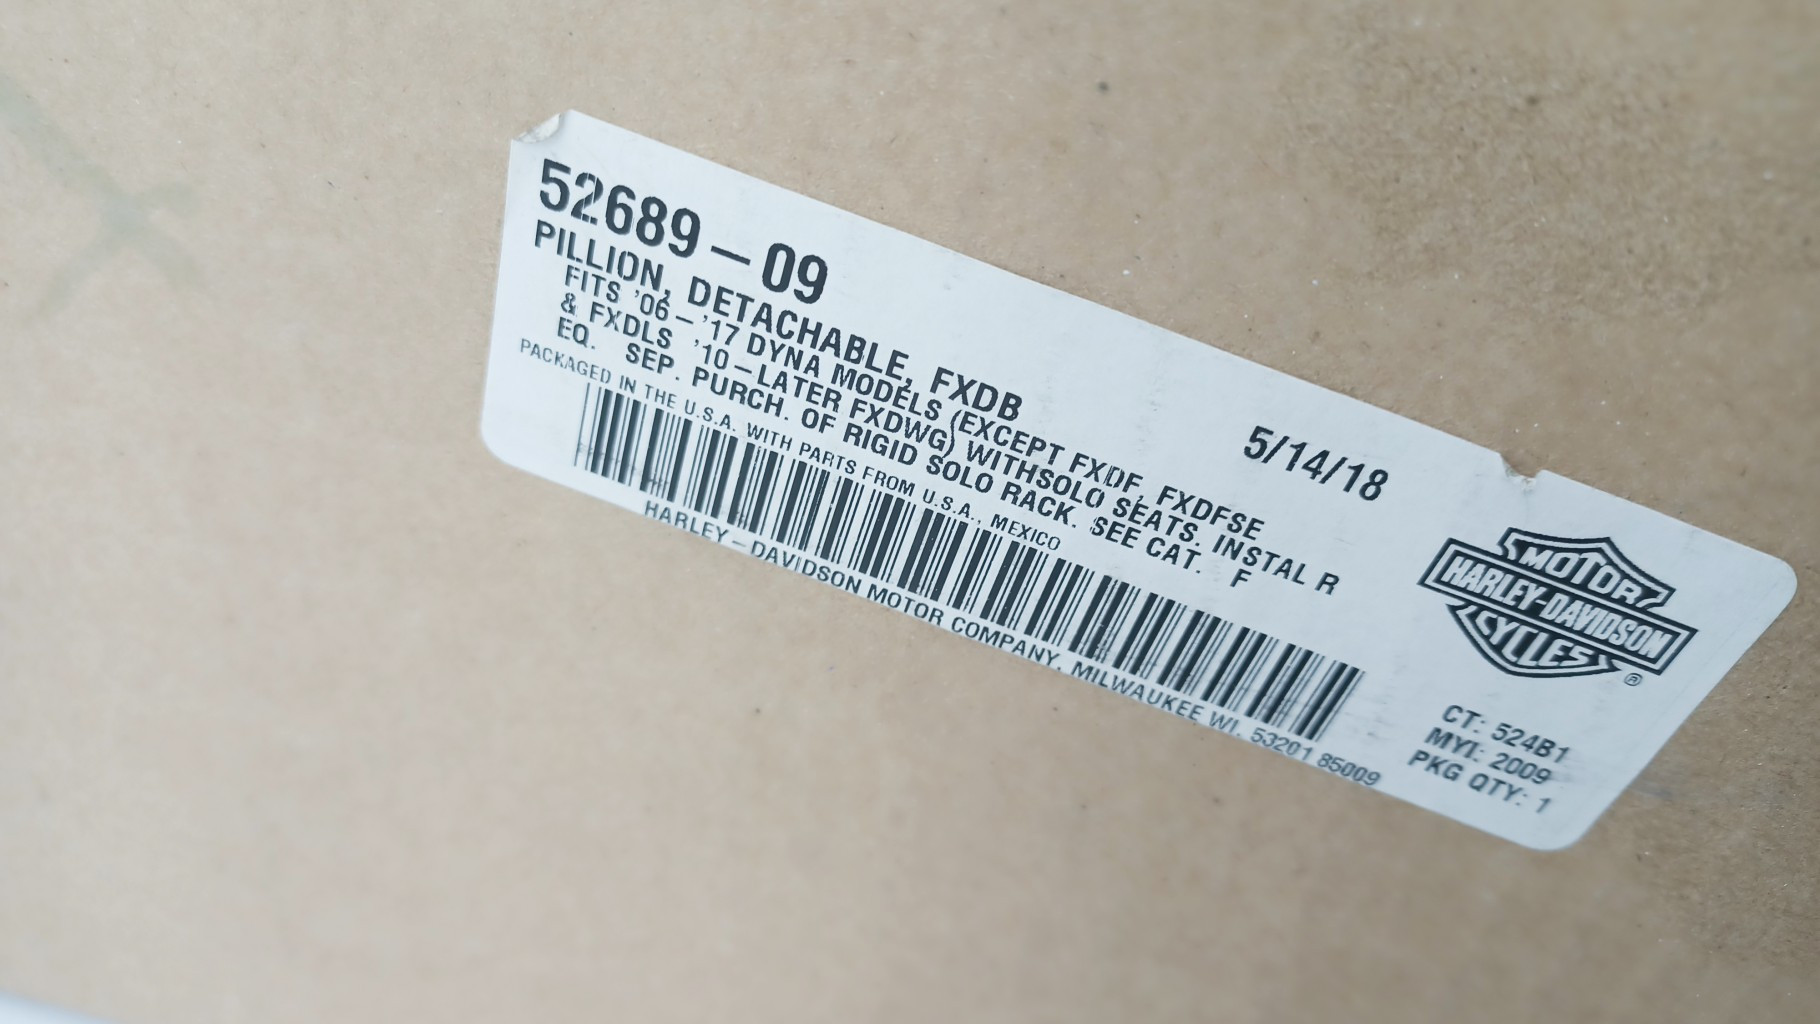 52689-09
PILLION, DETACHABLE, FXDB
FITS '06-'17 DYNA MODELS (EXCEPT FXDF, FXDFSE
& FXDLS '10-LATER FXDWG) WITHSOLO SEATS. INSTAL R
EQ. SEP. PURCH. OF RIGID SOLO RACK. SEE CAT. F
PACKAGED IN THE U.S.A. WITH PARTS FROM U.S.A., MEXICO
HARLEY-DAVIDSON MOTOR COMPANY, MILWAUKEE WI. 53201 85009
5/14/18
MOTOR
HARLEY-DAVIDSON
CYCLES
®
CT: 524B1
MYI: 2009
PKG QTY: 1